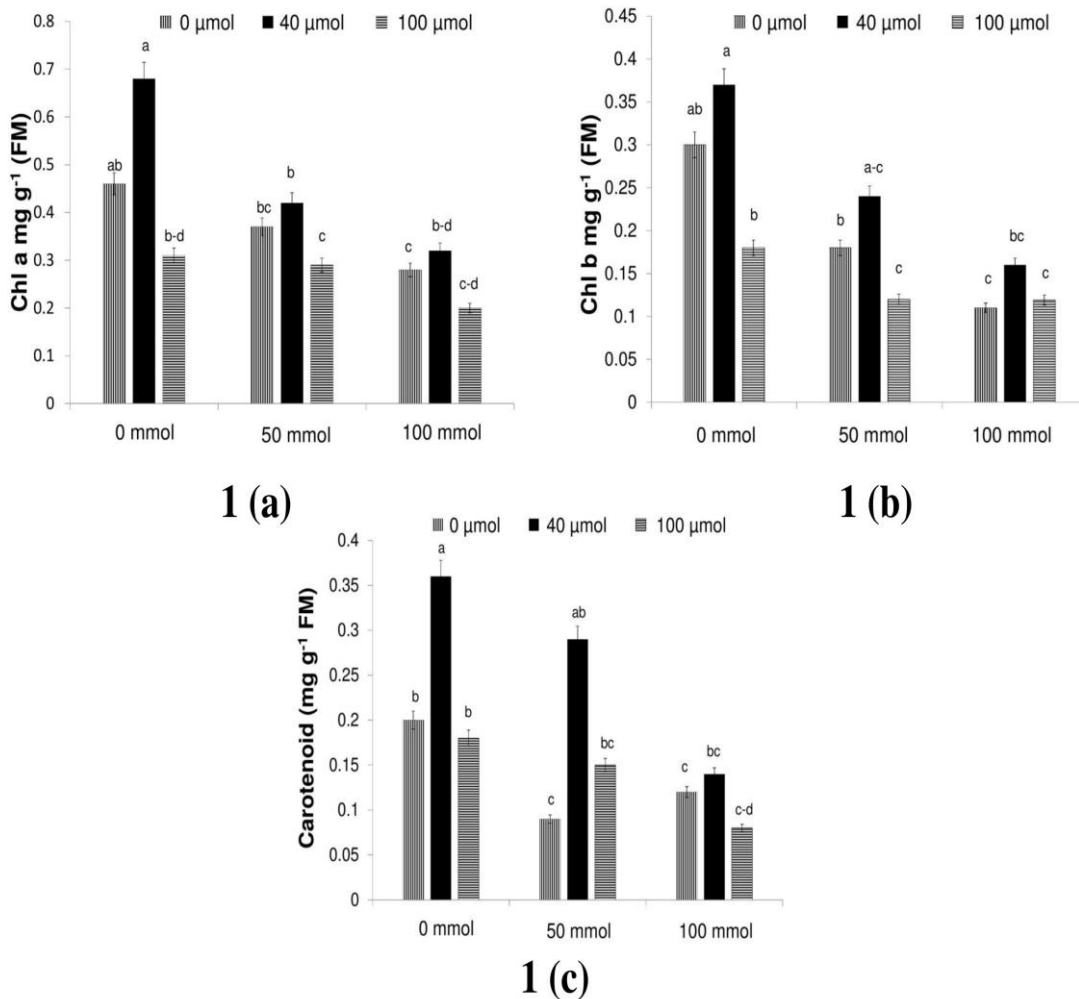 0 µmol 40 µmol 100 µmol
Chl a mg g⁻¹ (FM)
0.8
0.7
0.6
0.5
0.4
0.3
0.2
0.1
0
ab a b-d
bc b c
c b-d c-d
0 mmol 50 mmol 100 mmol
1 (a)
0 µmol 40 µmol 100 µmol
Chl b mg g⁻¹ (FM)
0.45
0.4
0.35
0.3
0.25
0.2
0.15
0.1
0.05
0
ab a b
b a-c c
c bc c
0 mmol 50 mmol 100 mmol
1 (b)
0 µmol 40 µmol 100 µmol
Carotenoid (mg g⁻¹ FM)
0.4
0.35
0.3
0.25
0.2
0.15
0.1
0.05
0
b a b
c ab bc
c bc c-d
0 mmol 50 mmol 100 mmol
1 (c)